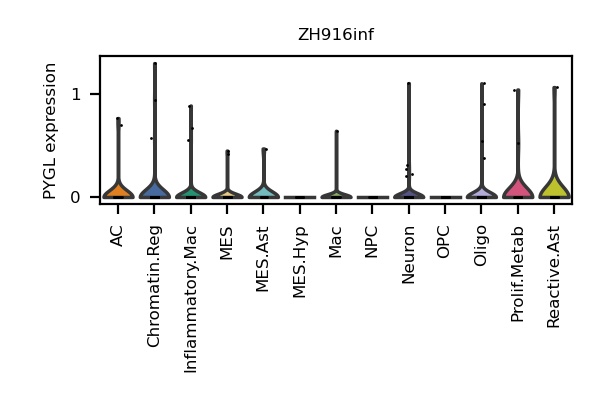 ZH916inf
PYGL expression
1
0
AC
Chromatin.Reg
Inflammatory.Mac
MES
MES.Ast
MES.Hyp
Mac
NPC
Neuron
OPC
Oligo
Prolif.Metab
Reactive.Ast